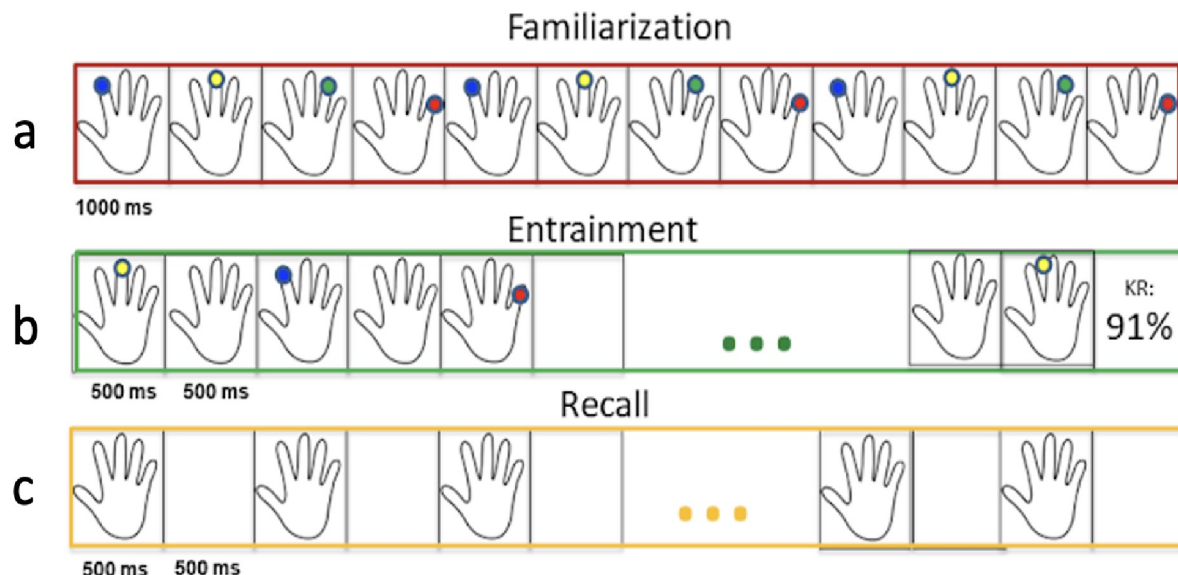 Familiarization
a
1000 ms
Entrainment
b
KR:
91%
500 ms 500 ms
Recall
c
500 ms 500 ms